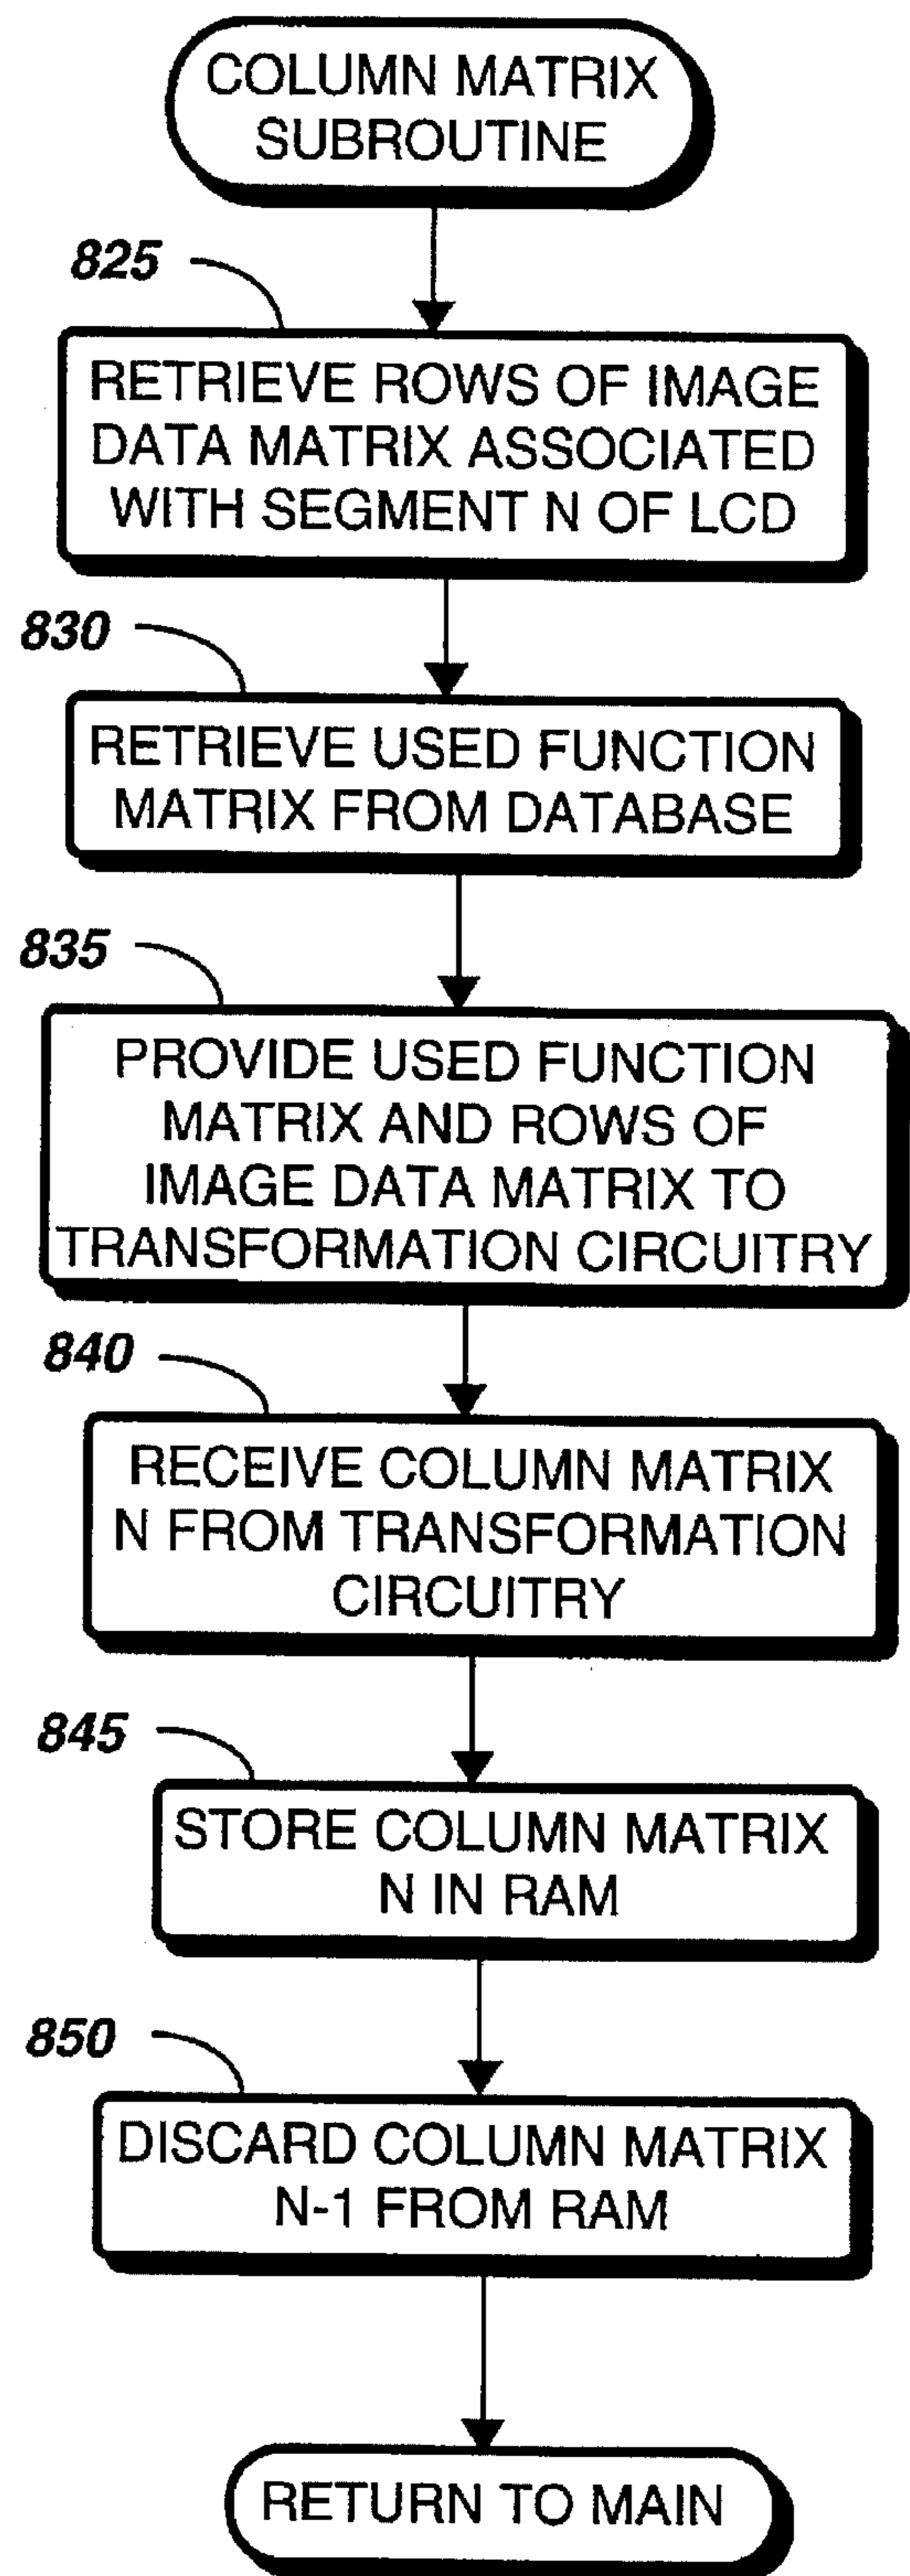 COLUMN MATRIX
SUBROUTINE
825
RETRIEVE ROWS OF IMAGE
DATA MATRIX ASSOCIATED
WITH SEGMENT N OF LCD
830
RETRIEVE USED FUNCTION
MATRIX FROM DATABASE
835
PROVIDE USED FUNCTION
MATRIX AND ROWS OF
IMAGE DATA MATRIX TO
TRANSFORMATION CIRCUITRY
840
RECEIVE COLUMN MATRIX
N FROM TRANSFORMATION
CIRCUITRY
845
STORE COLUMN MATRIX
N IN RAM
850
DISCARD COLUMN MATRIX
N-1 FROM RAM
RETURN TO MAIN